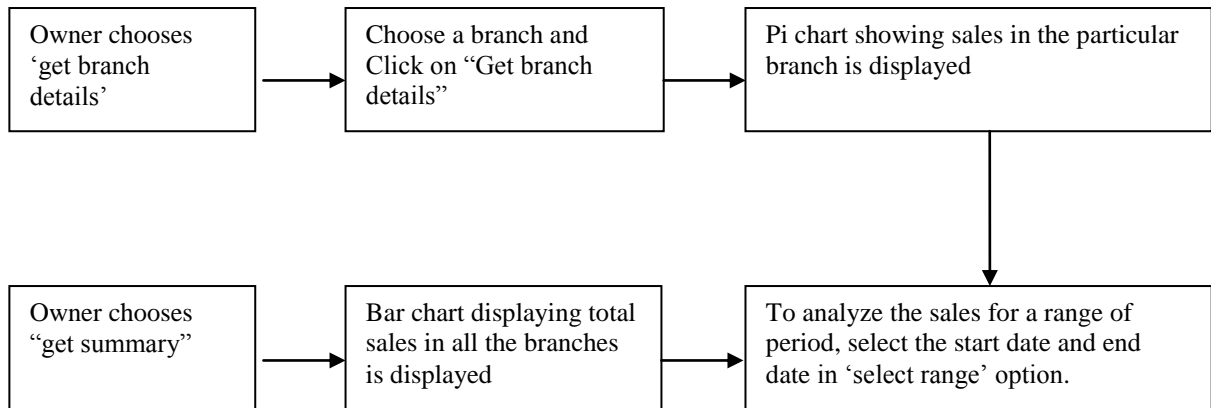 Owner chooses
‘get branch
details’
Choose a branch and
Click on “Get branch
details”
Pi chart showing sales in the particular
branch is displayed
Owner chooses
“get summary”
Bar chart displaying total
sales in all the branches
is displayed
To analyze the sales for a range of
period, select the start date and end
date in ‘select range’ option.